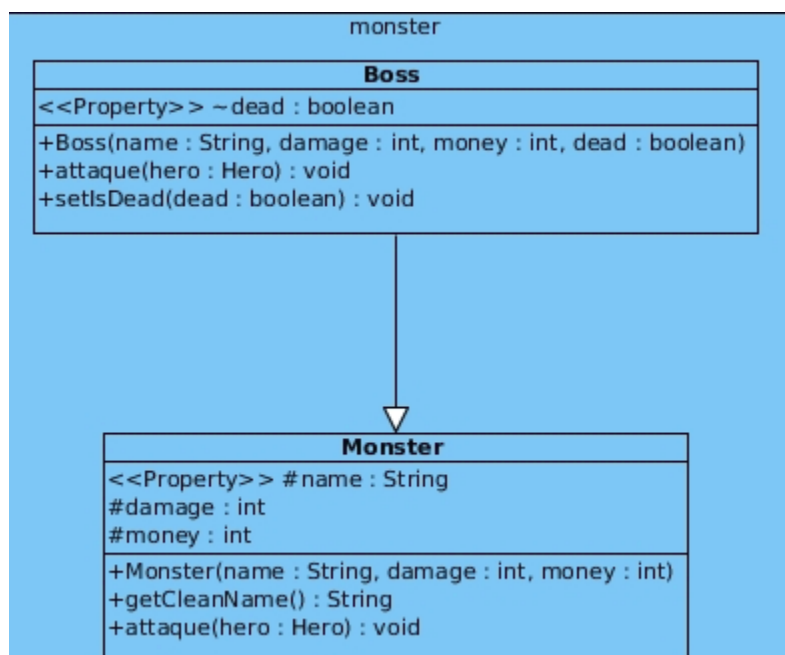 monster
Boss
<<Property>> ~dead : boolean
+Boss(name : String, damage : int, money : int, dead : boolean)
+attaque(hero : Hero) : void
+setIsDead(dead : boolean) : void
Monster
<<Property>> #name : String
#damage : int
#money : int
+Monster(name : String, damage : int, money : int)
+getCleanName() : String
+attaque(hero : Hero) : void